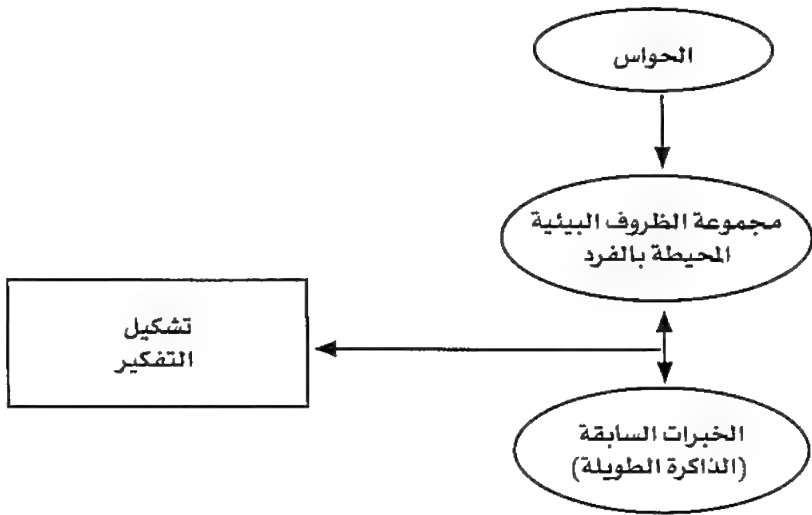 الحواس
مجموعة الظروف البيئية
المحيطة بالفرد
تشكيل
التفكير
الخبرات السابقة
(الذاكرة الطويلة)